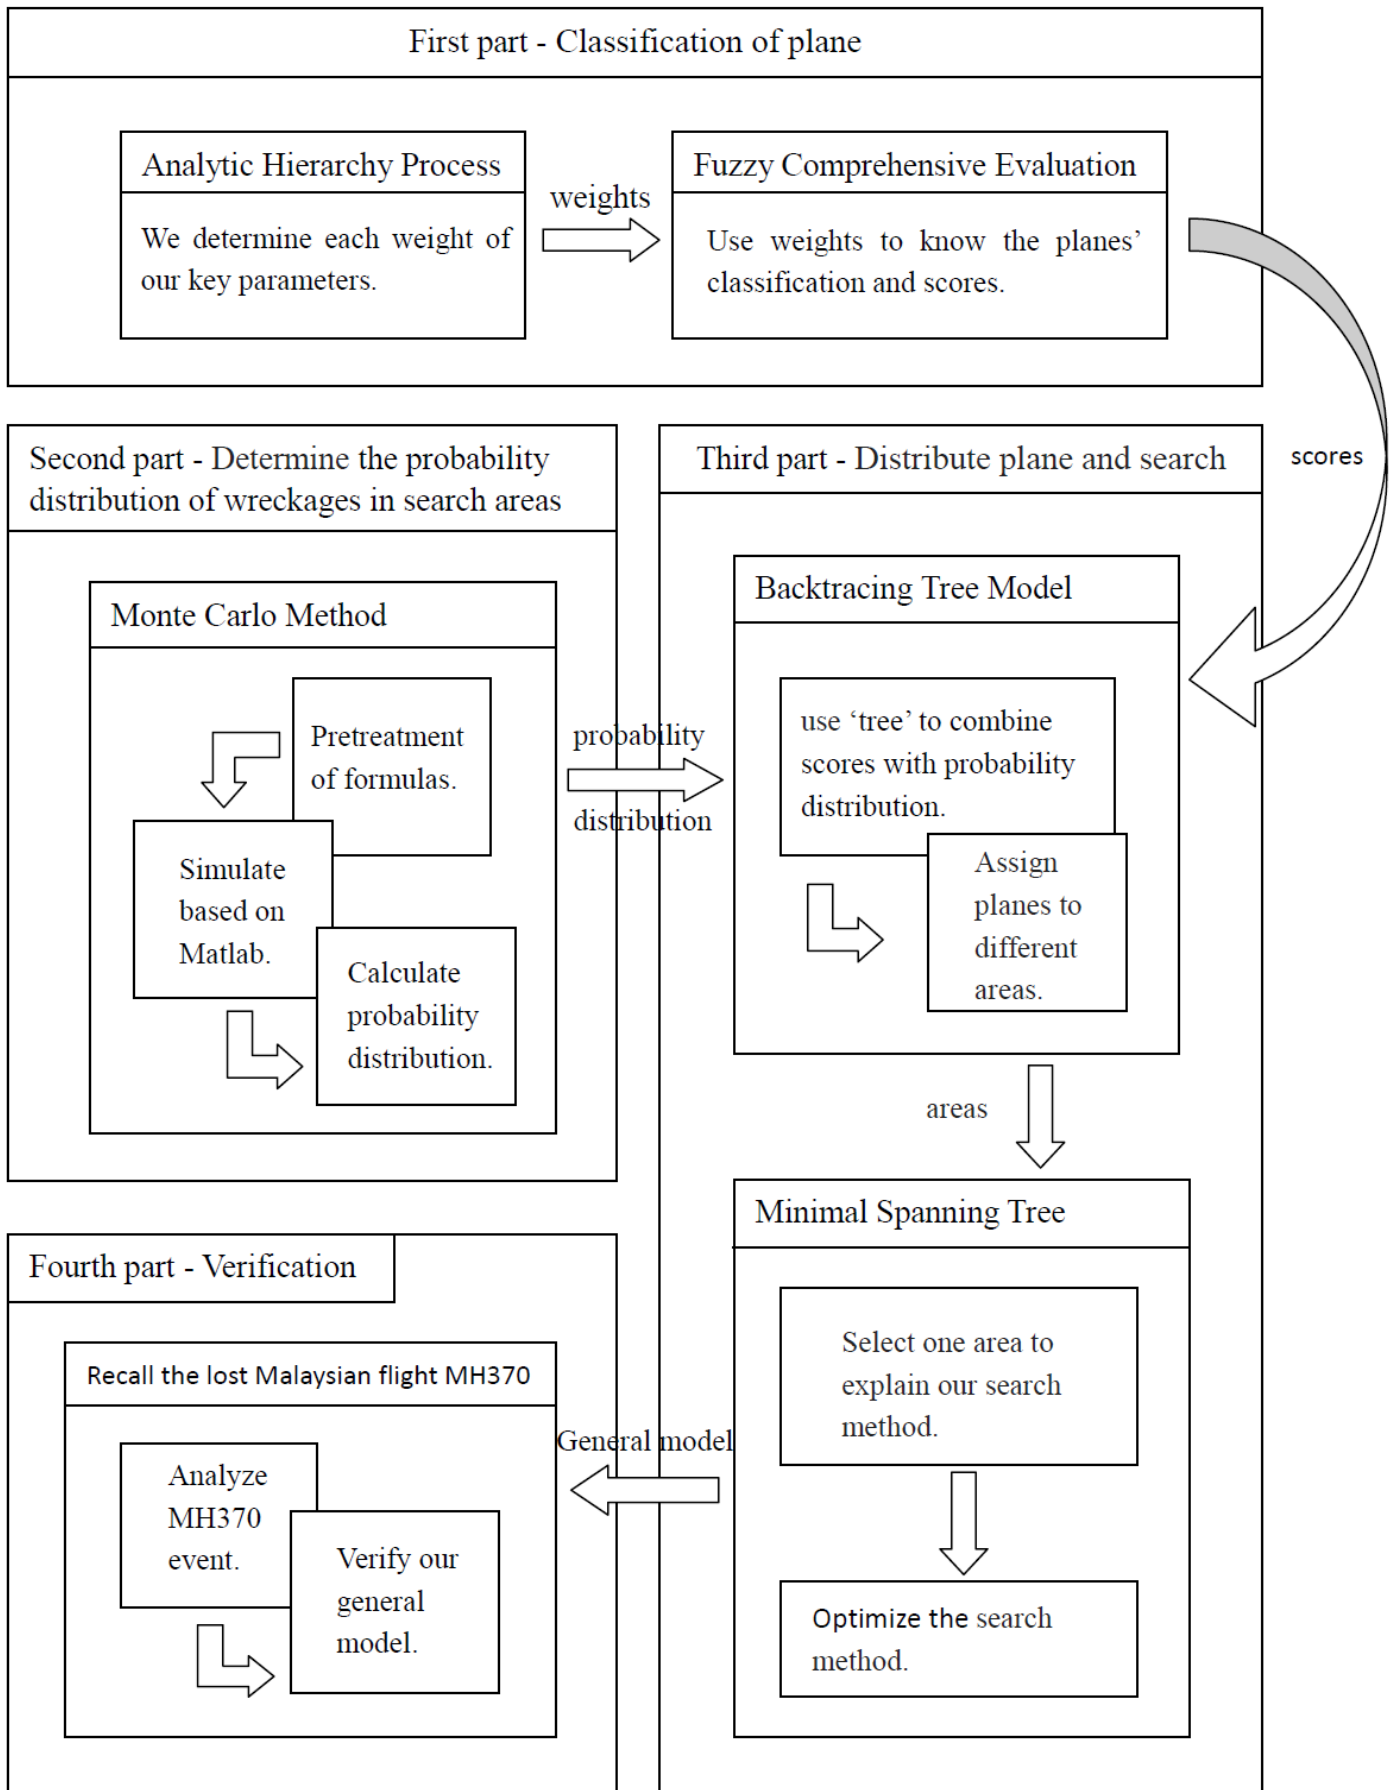 First part - Classification of plane
Analytic Hierarchy Process
We determine each weight of
our key parameters.
weights
Fuzzy Comprehensive Evaluation
Use weights to know the planes’
classification and scores.
scores
Second part - Determine the probability
distribution of wreckages in search areas
Monte Carlo Method
Pretreatment
of formulas.
Simulate
based on
Matlab.
Calculate
probability
distribution.
probability
distribution
Third part - Distribute plane and search
Backtracing Tree Model
use ‘tree’ to combine
scores with probability
distribution.
Assign
planes to
different
areas.
areas
Minimal Spanning Tree
Select one area to
explain our search
method.
Optimize the search
method.
General model
Fourth part - Verification
Recall the lost Malaysian flight MH370
Analyze
MH370
event.
Verify our
general
model.